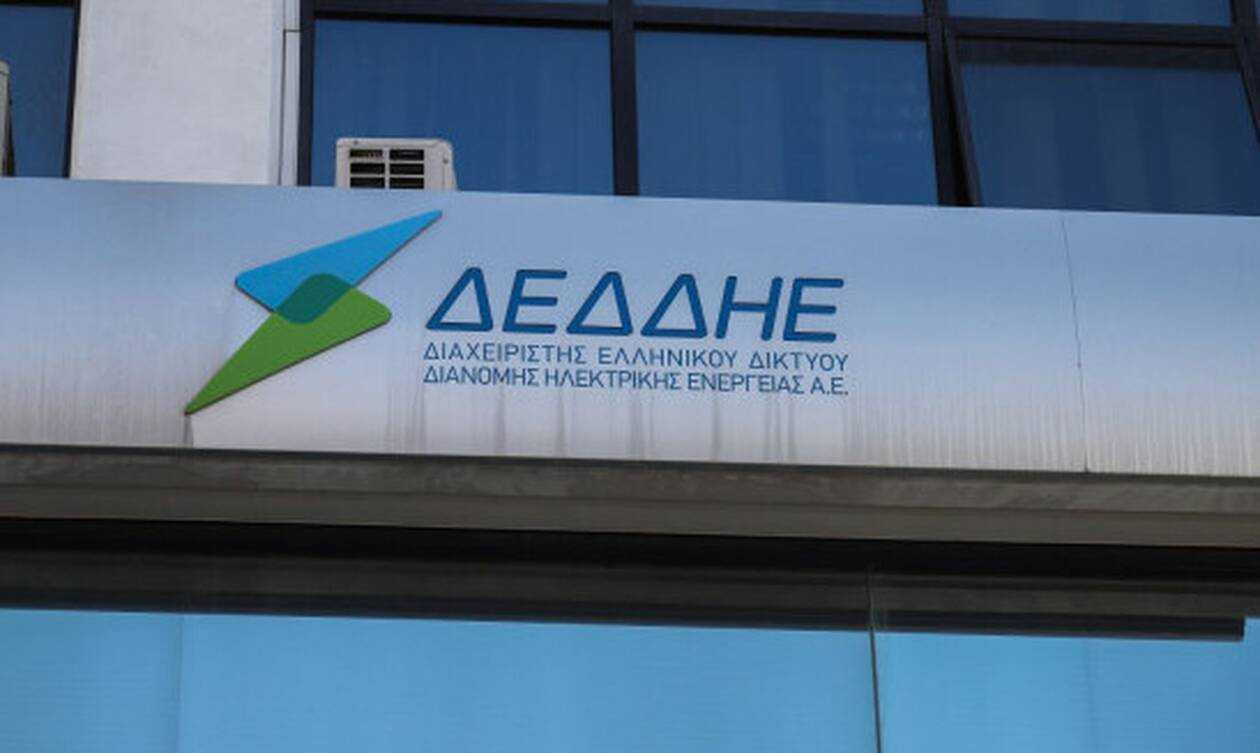 ΔΕΔΔΗΕ
ΔΙΑΧΕΙΡΙΣΤΗΣ ΕΛΛΗΝΙΚΟΥ ΔΙΚΤΥΟΥ
ΔΙΑΝΟΜΗΣ ΗΛΕΚΤΡΙΚΗΣ ΕΝΕΡΓΕΙΑΣ Α.Ε.